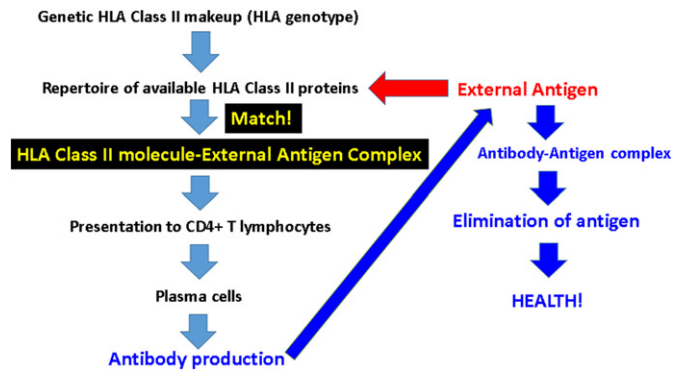 Genetic HLA Class II makeup (HLA genotype)
Repertoire of available HLA Class II proteins
External Antigen
Match!
HLA Class II molecule-External Antigen Complex
Antibody-Antigen complex
Presentation to CD4+ T lymphocytes
Elimination of antigen
Plasma cells
HEALTH!
Antibody production